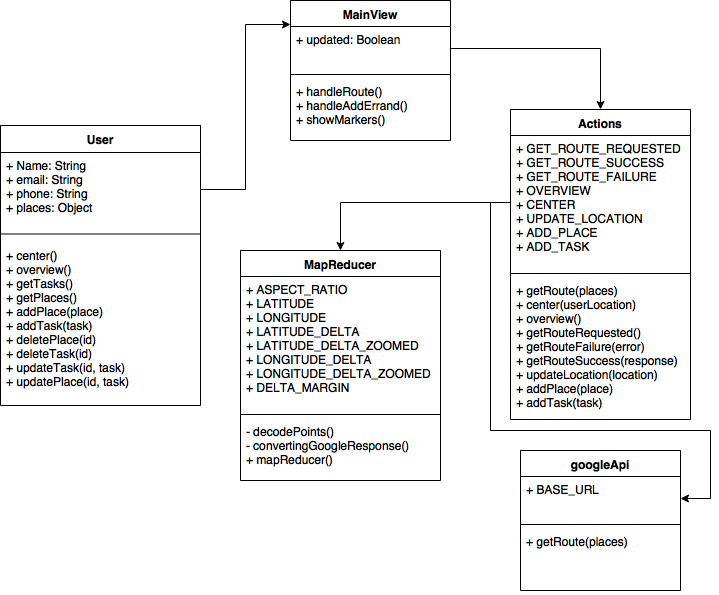 MainView
+ updated: Boolean
+ handleRoute()
+ handleAddErrand()
+ showMarkers()
User
+ Name: String
+ email: String
+ phone: String
+ places: Object
+ center()
+ overview()
+ getTasks()
+ getPlaces()
+ addPlace(place)
+ addTask(task)
+ deletePlace(id)
+ deleteTask(id)
+ updateTask(id, task)
+ updatePlace(id, task)
Actions
+ GET_ROUTE_REQUESTED
+ GET_ROUTE_SUCCESS
+ GET_ROUTE_FAILURE
+ OVERVIEW
+ CENTER
+ UPDATE_LOCATION
+ ADD_PLACE
+ ADD_TASK
+ getRoute(places)
+ center(userLocation)
+ overview()
+ getRouteRequested()
+ getRouteFailure(error)
+ getRouteSuccess(response)
+ updateLocation(location)
+ addPlace(place)
+ addTask(task)
MapReducer
+ ASPECT_RATIO
+ LATITUDE
+ LONGITUDE
+ LATITUDE_DELTA
+ LATITUDE_DELTA_ZOOMED
+ LONGITUDE_DELTA
+ LONGITUDE_DELTA_ZOOMED
+ DELTA_MARGIN
- decodePoints()
- convertingGoogleResponse()
+ mapReducer()
googleApi
+ BASE_URL
+ getRoute(places)